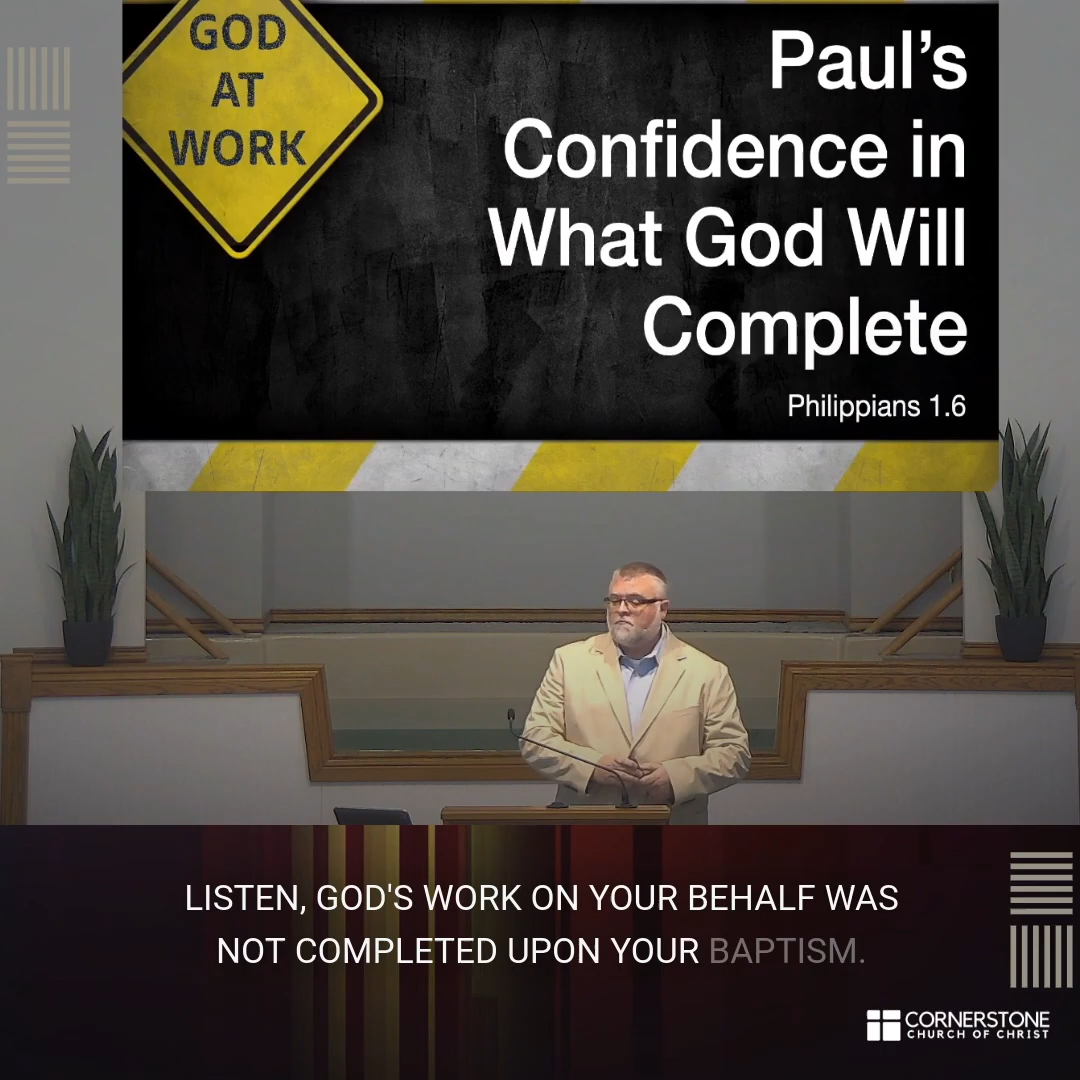 GOD
AT
WORK
Paul’s
Confidence in
What God Will
Complete
Philippians 1.6
LISTEN, GOD'S WORK ON YOUR BEHALF WAS
NOT COMPLETED UPON YOUR BAPTISM.
CORNERSTONE
CHURCH OF CHRIST